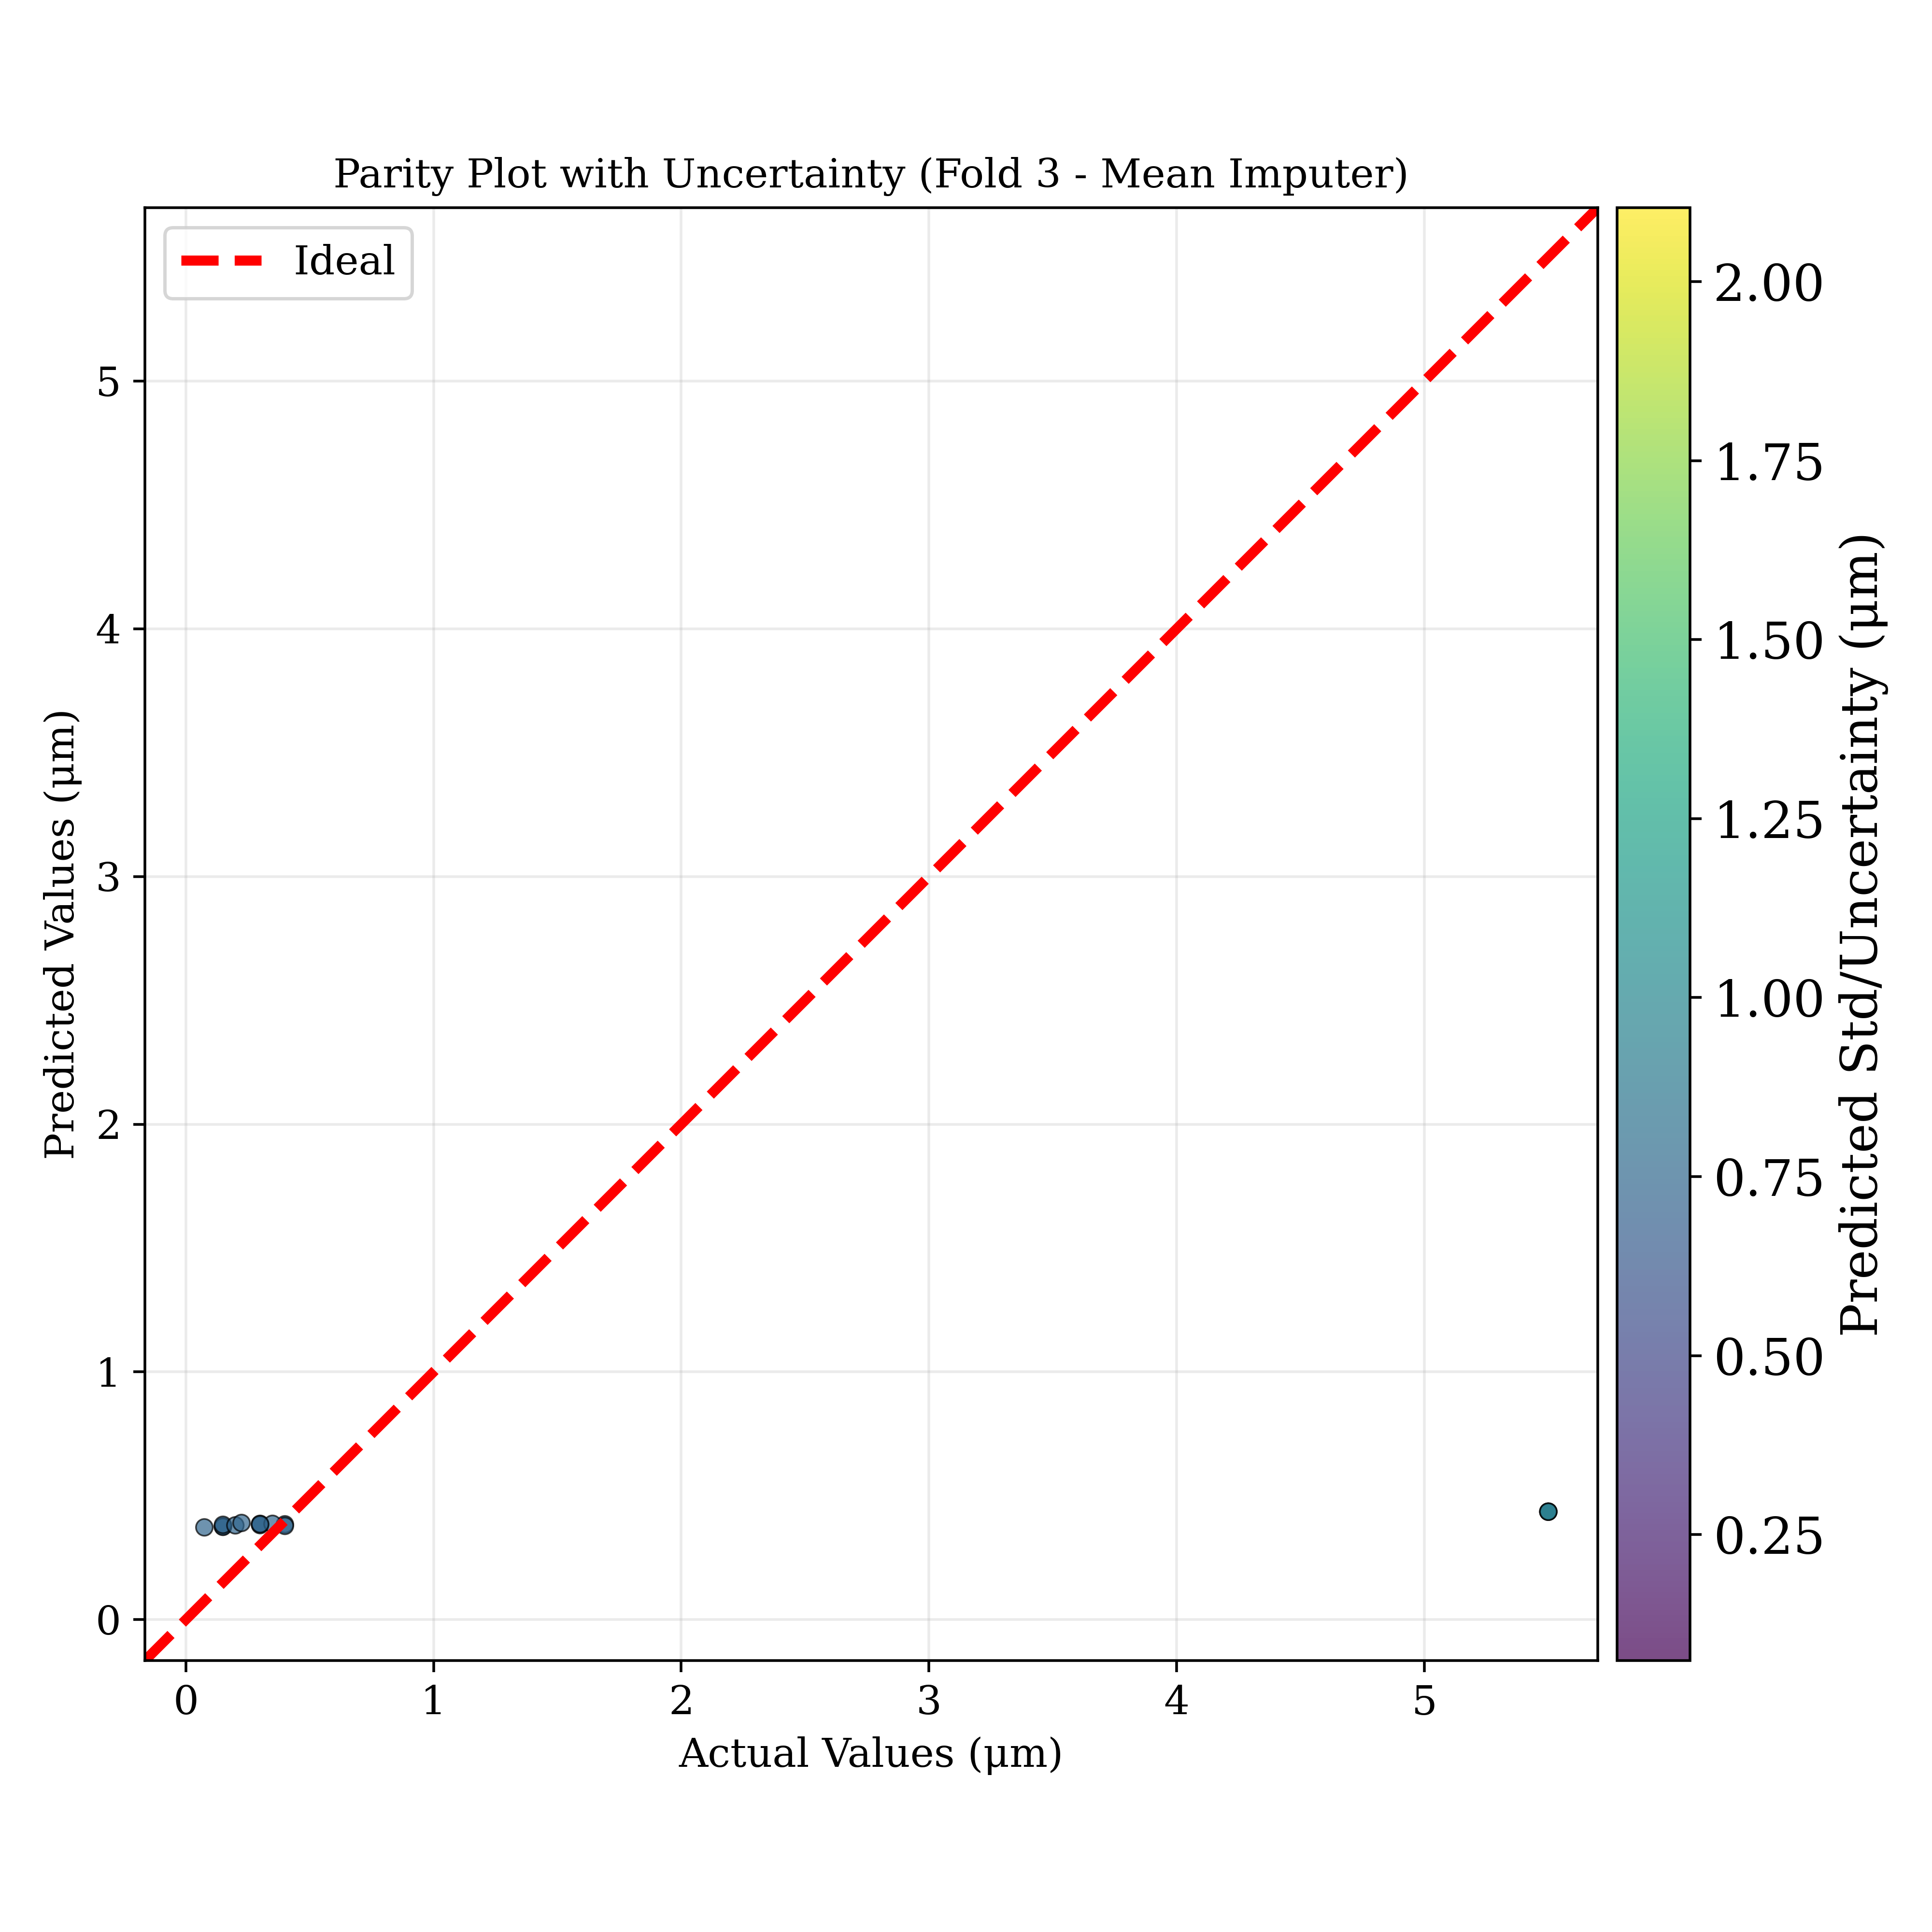 Parity Plot with Uncertainty (Fold 3 - Mean Imputer)
Ideal
5
4
3
2
1
0
Predicted Values (μm)
0 1 2 3 4 5
Actual Values (μm)
2.00
1.75
1.50
1.25
1.00
0.75
0.50
0.25
Predicted Std/Uncertainty (μm)